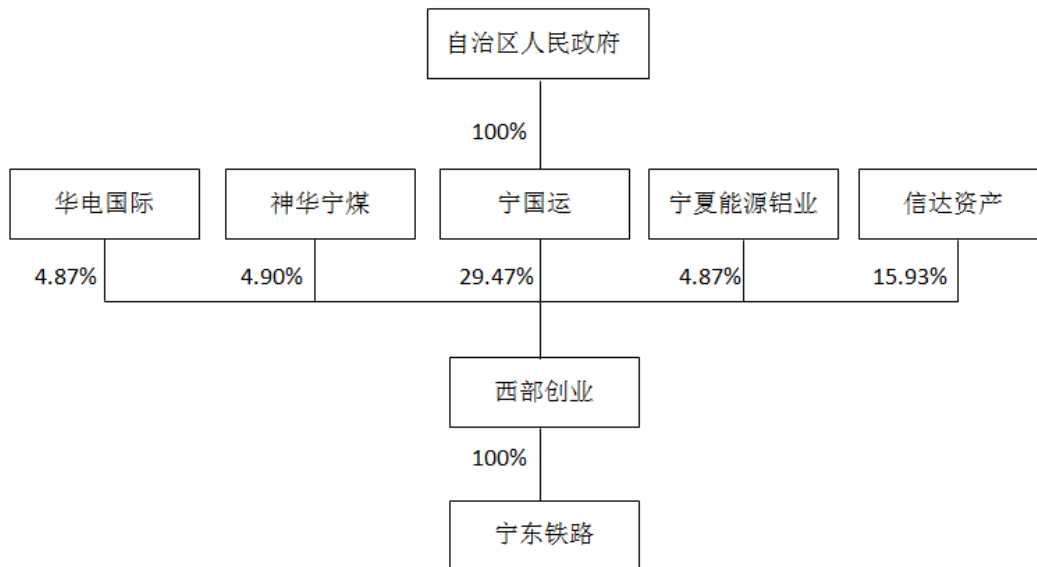 自治区人民政府
100%
华电国际
神华宁煤
宁国运
宁夏能源铝业
信达资产
4.87%
4.90%
29.47%
4.87%
15.93%
西部创业
100%
宁东铁路